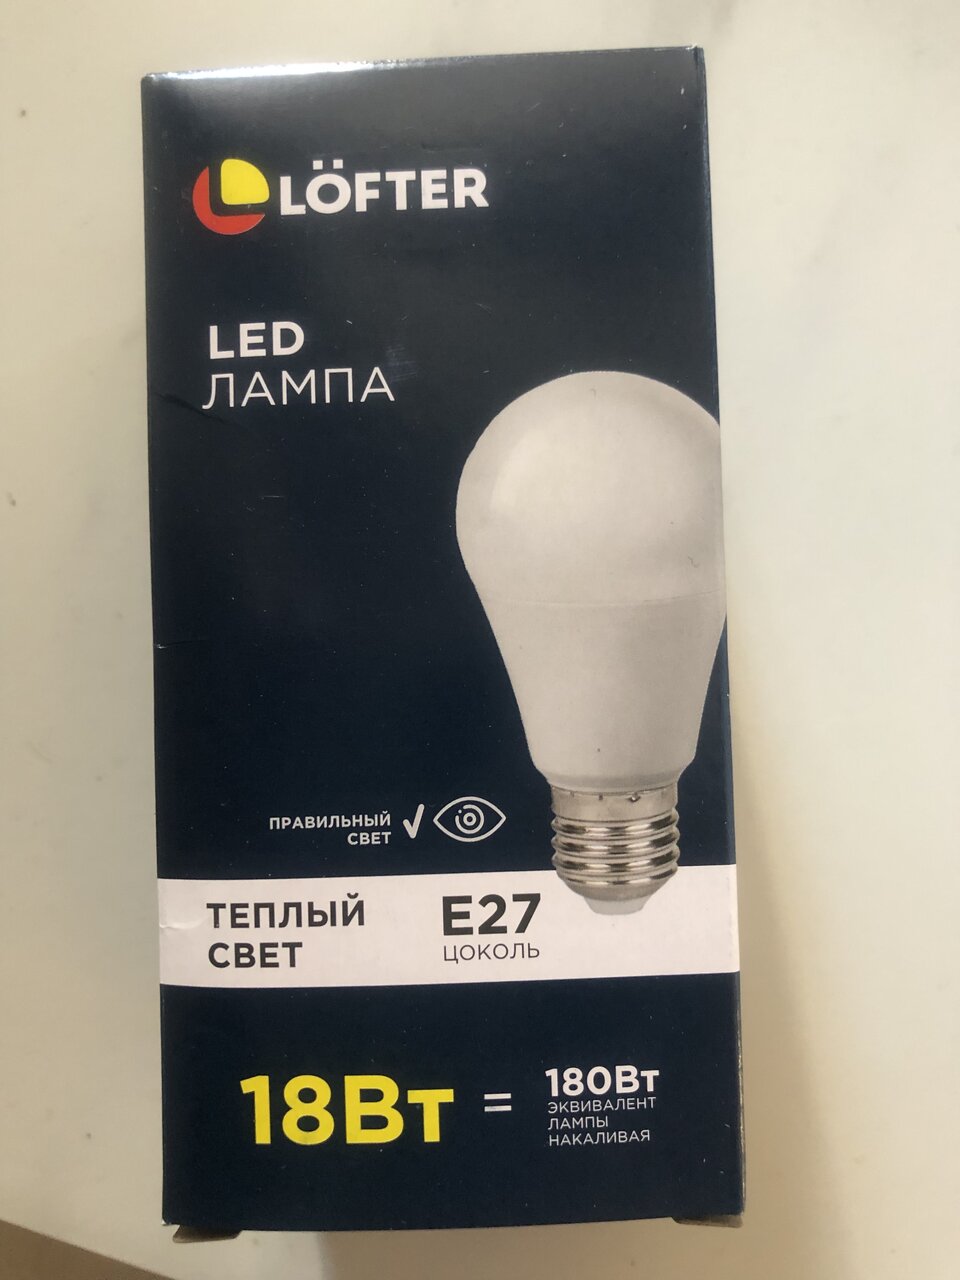 LÖFTER
LED
ЛАМПА
ПРАВИЛЬНЫЙ
СВЕТ
ТЕПЛЫЙ
СВЕТ
E27
ЦОКОЛЬ
18Вт = 180Вт
ЭКВИВАЛЕНТ
ЛАМПЫ
НАКАЛИВАЯ